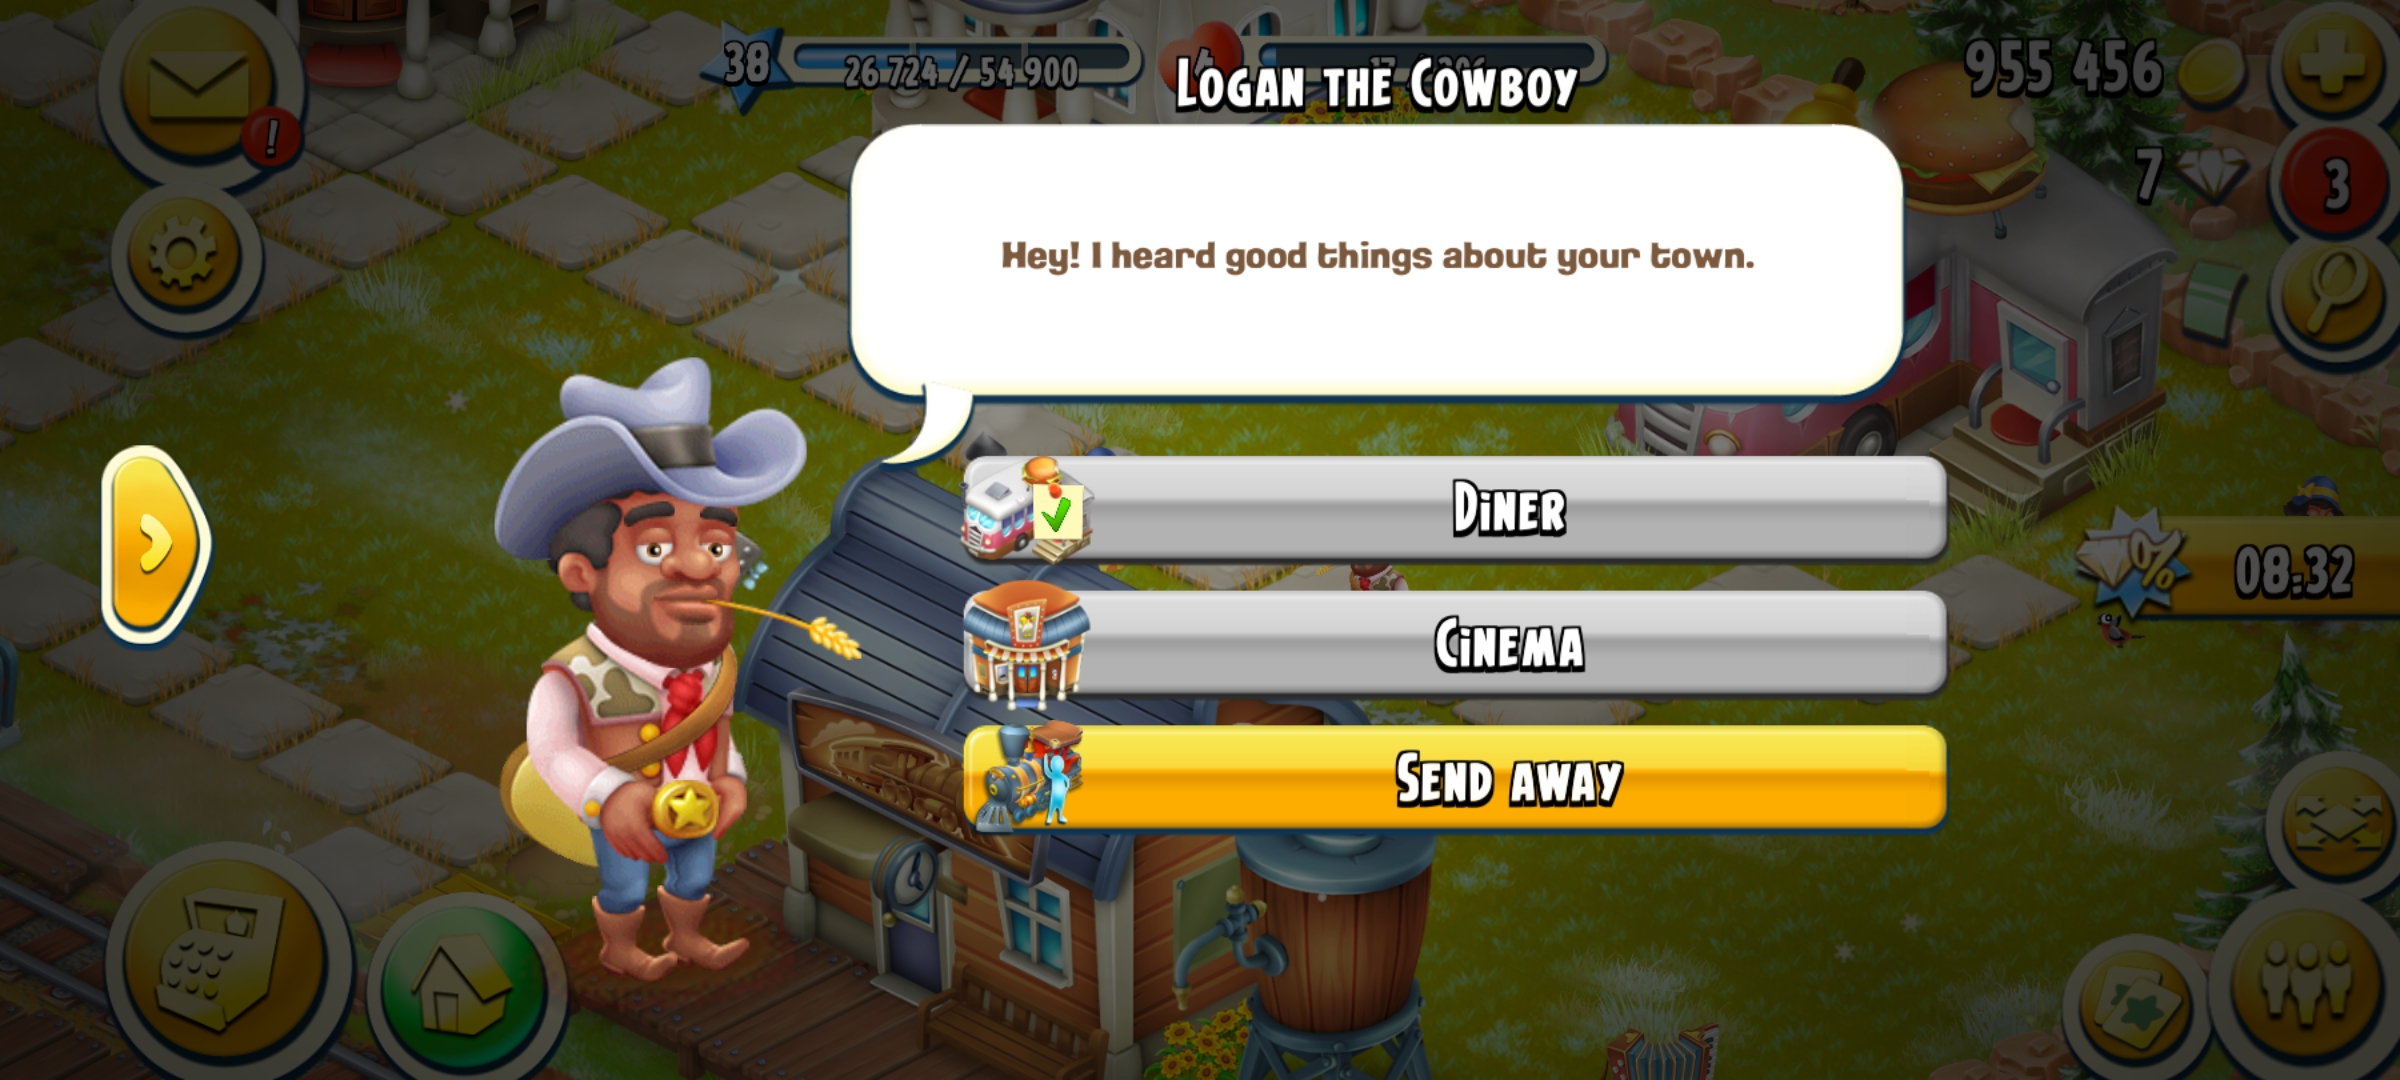 38
26 724 / 54 900
4
LOGAN THE COWBOY
955 456
7
3
!
Hey! I heard good things about your town.
DINER
CINEMA
SEND AWAY
%
08:32